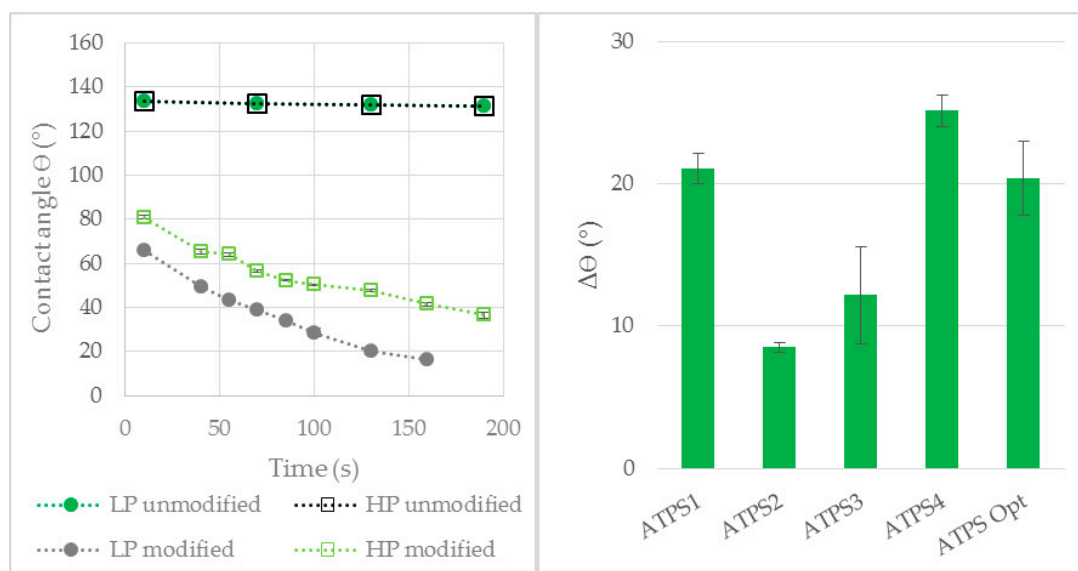 160
140
120
100
80
60
40
20
0
Contact angle Θ (°)
0 50 100 150 200
Time (s)
LP unmodified HP unmodified
LP modified HP modified
30
20
10
0
ΔΘ (°)
ATPS1 ATPS2 ATPS3 ATPS4 ATPS Opt